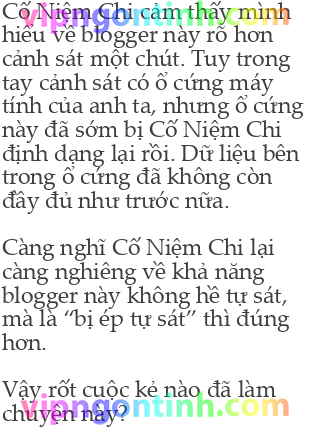 Cố Niệm Chi cảm thấy mình
hiểu về blogger này rõ hơn
cảnh sát một chút. Tuy trong
tay cảnh sát có ổ cứng máy
tính của anh ta, nhưng ổ cứng
này đã sớm bị Cố Niệm Chi
định dạng lại rồi. Dữ liệu bên
trong ổ cứng đã không còn
đầy đủ như trước nữa.
Càng nghĩ Cố Niệm Chi lại
càng nghiêng về khả năng
blogger này không hề tự sát,
mà là “bị ép tự sát” thì đúng
hơn.
Vậy rốt cuộc kẻ nào đã làm
chuyện này?
vipngontinh.com
vipngontinh.com